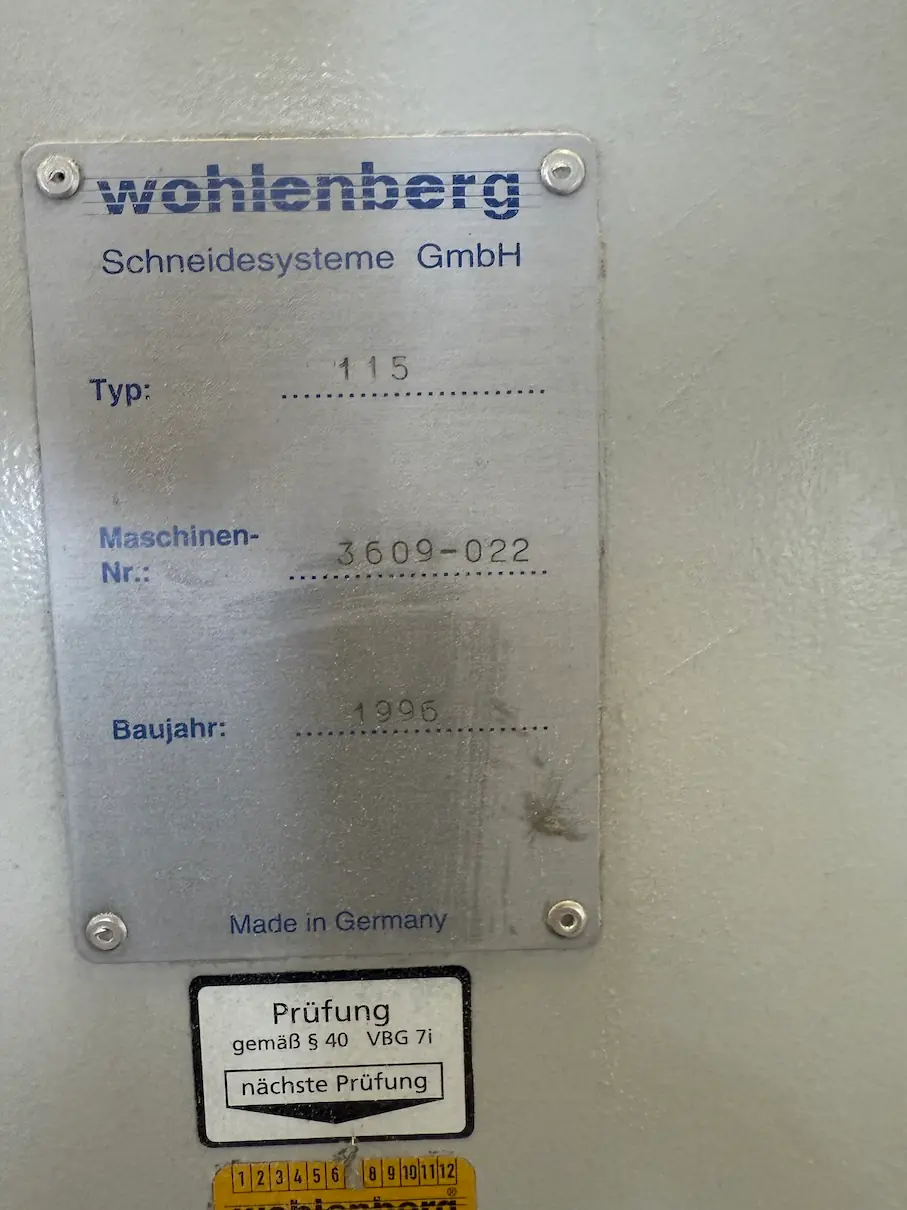 wohlenberg
Schneidesysteme GmbH
Typ: 115
Maschinen-
Nr.: 3609-022
Baujahr: 1996
Made in Germany
Prüfung
gemäß § 40 VBG 7i
nächste Prüfung
1 2 3 4 5 6 8 9 10 11 12
wohlenberg®